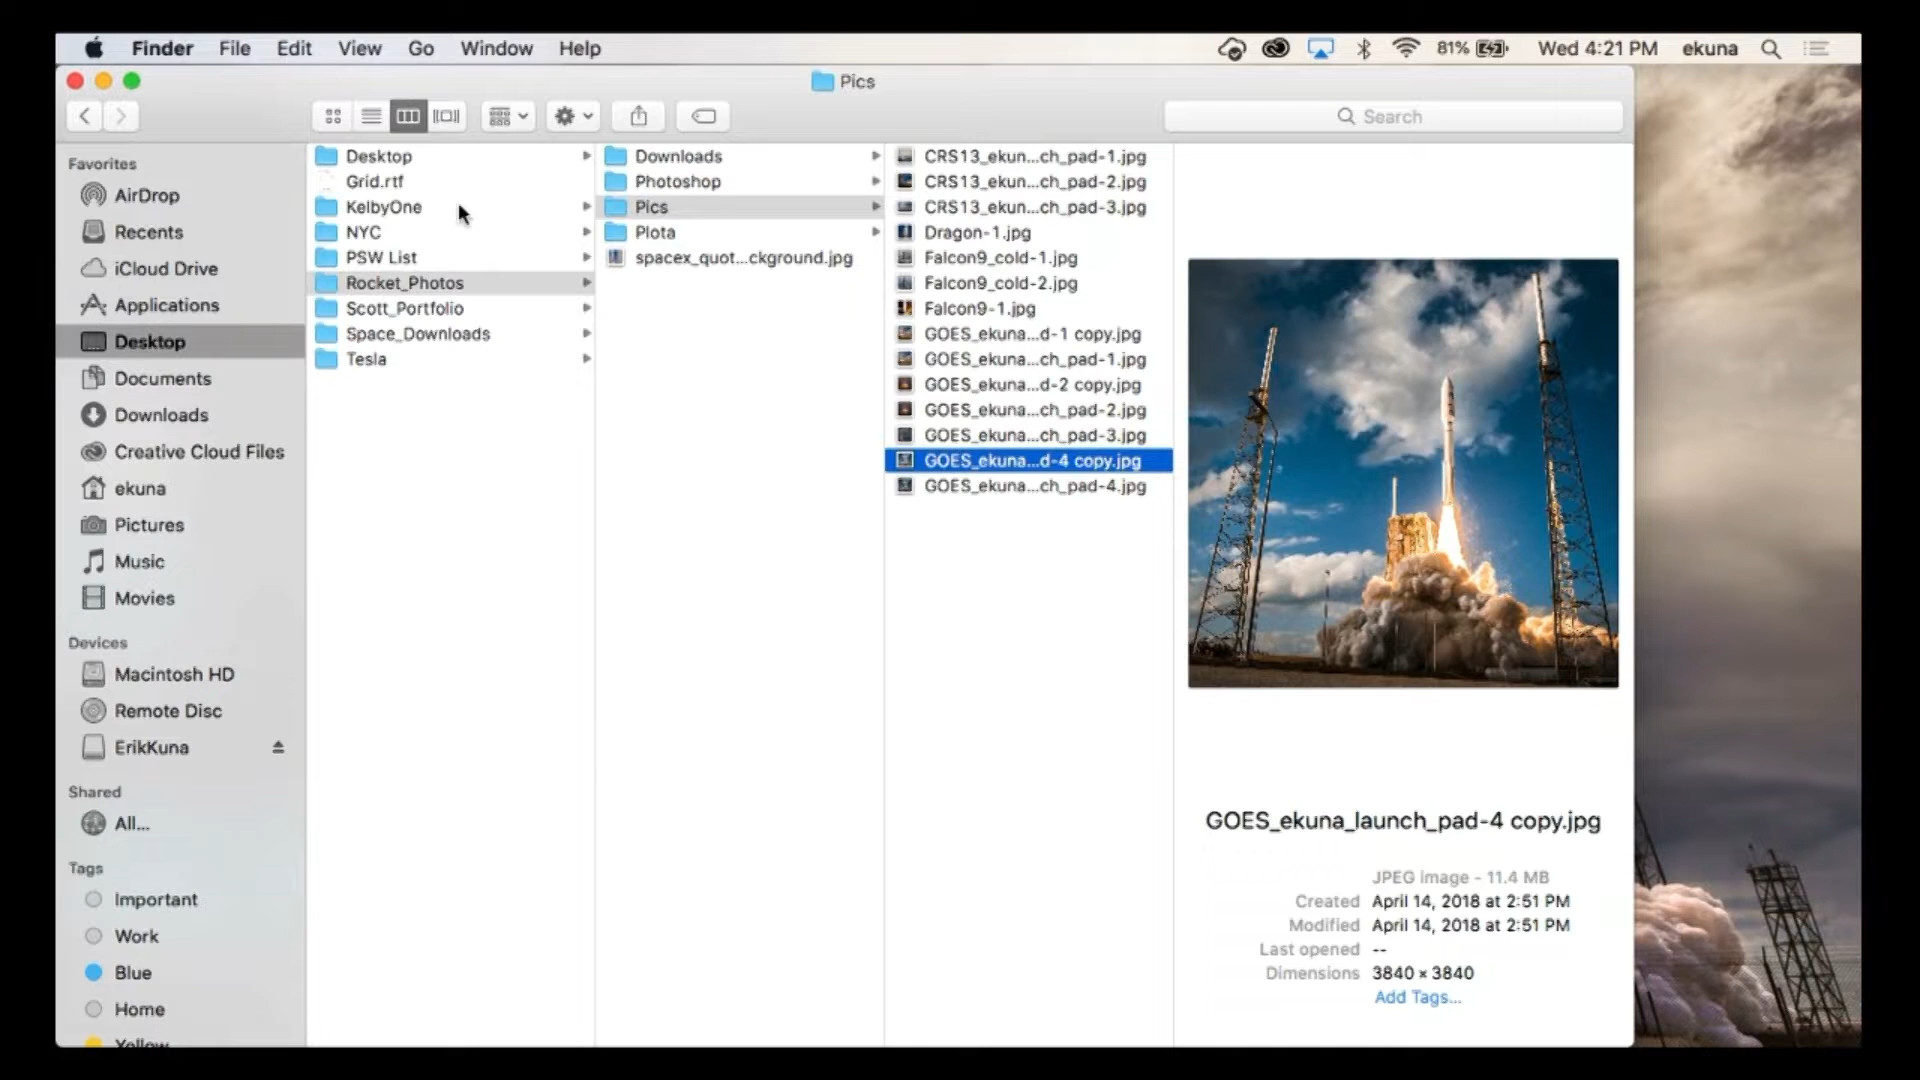 Finder File Edit View Go Window Help 81% Wed 4:21 PM ekuna
Pics
Search
Favorites
AirDrop
Recents
iCloud Drive
Applications
Desktop
Documents
Downloads
Creative Cloud Files
ekuna
Pictures
Music
Movies
Devices
Macintosh HD
Remote Disc
ErikKuna
Shared
All...
Tags
Important
Work
Blue
Home
Yellow
Desktop
Grid.rtf
KelbyOne
NYC
PSW List
Rocket_Photos
Scott_Portfolio
Space_Downloads
Tesla
Downloads
Photoshop
Pics
Plota
spacex_quot...ckground.jpg
CRS13_ekun...ch_pad-1.jpg
CRS13_ekun...ch_pad-2.jpg
CRS13_ekun...ch_pad-3.jpg
Dragon-1.jpg
Falcon9_cold-1.jpg
Falcon9_cold-2.jpg
Falcon9-1.jpg
GOES_ekuna...d-1 copy.jpg
GOES_ekuna...ch_pad-1.jpg
GOES_ekuna...d-2 copy.jpg
GOES_ekuna...ch_pad-2.jpg
GOES_ekuna...ch_pad-3.jpg
GOES_ekuna...d-4 copy.jpg
GOES_ekuna...ch_pad-4.jpg
GOES_ekuna_launch_pad-4 copy.jpg
JPEG image - 11.4 MB
Created April 14, 2018 at 2:51 PM
Modified April 14, 2018 at 2:51 PM
Last opened --
Dimensions 3840 × 3840
Add Tags...